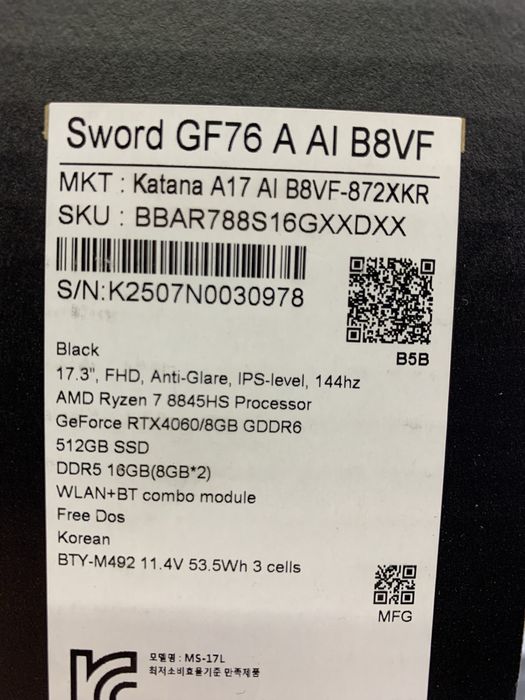 Sword GF76 A AI B8VF
MKT : Katana A17 AI B8VF-872XKR
SKU : BBAR788S16GXXDXX
S/N:K2507N0030978
B5B
Black
17.3", FHD, Anti-Glare, IPS-level, 144hz
AMD Ryzen 7 8845HS Processor
GeForce RTX4060/8GB GDDR6
512GB SSD
DDR5 16GB(8GB*2)
WLAN+BT combo module
Free Dos
Korean
BTY-M492 11.4V 53.5Wh 3 cells
MFG
모델명 : MS-17L
최저소비효율기준 만족제품